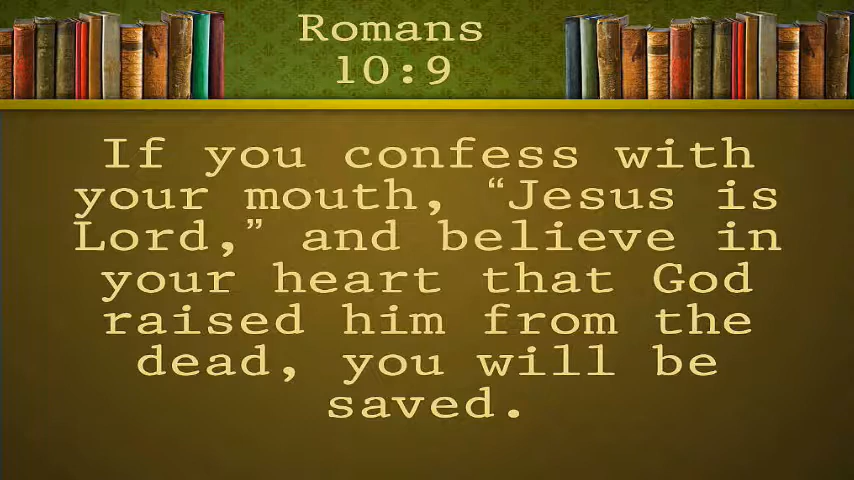 Romans
10:9
If you confess with
your mouth, “Jesus is
Lord,” and believe in
your heart that God
raised him from the
dead, you will be
saved.